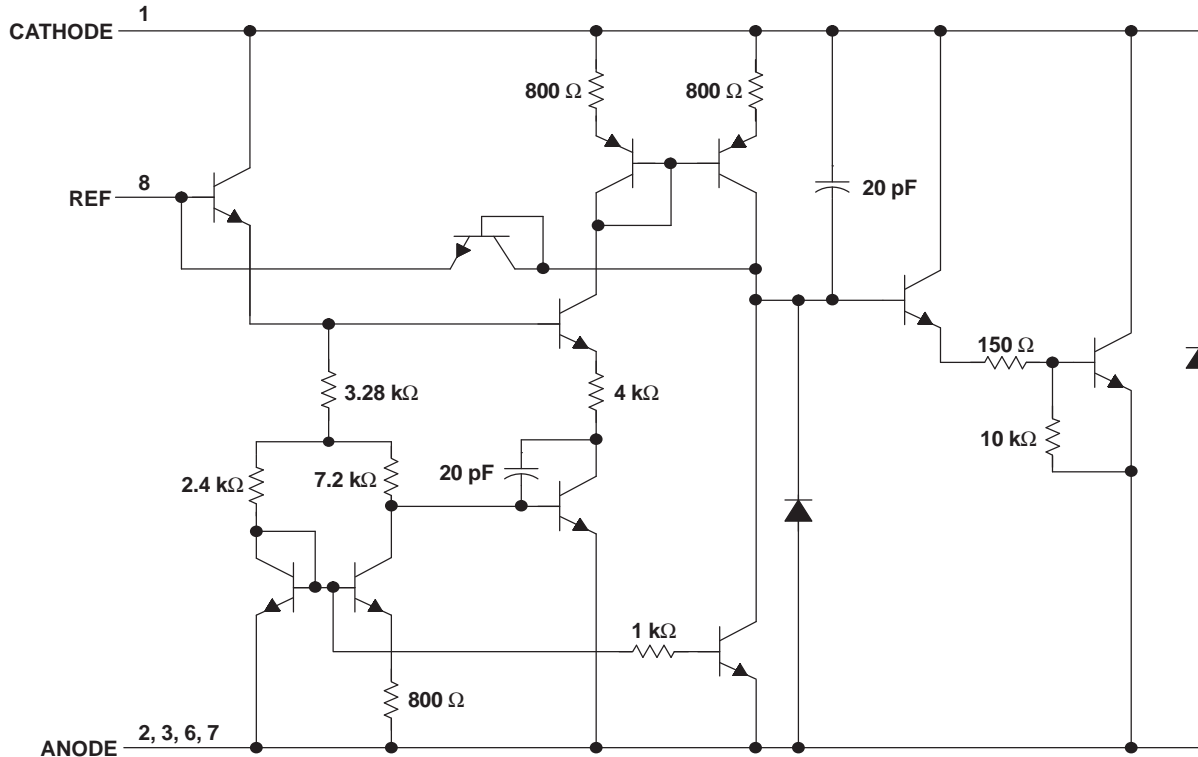 1
CATHODE
800 Ω
800 Ω
8
REF
20 pF
150 Ω
3.28 kΩ
4 kΩ
10 kΩ
2.4 kΩ
7.2 kΩ
20 pF
1 kΩ
800 Ω
2, 3, 6, 7
ANODE